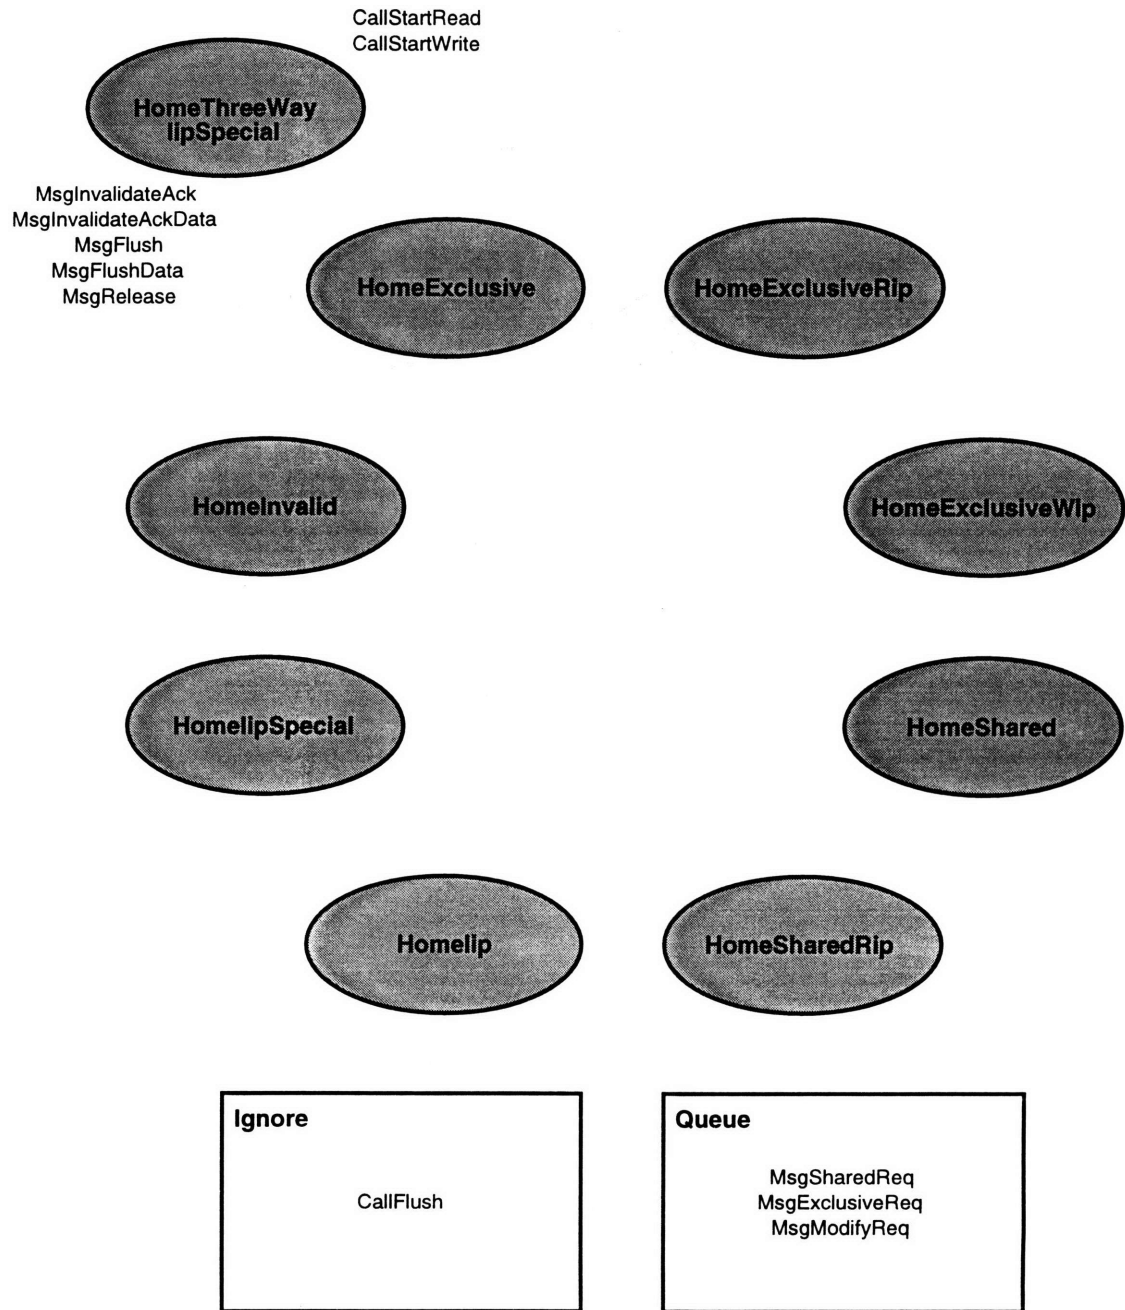 CallStartRead
CallStartWrite
HomeThreeWay
IipSpecial
MsgInvalidateAck
MsgInvalidateAckData
MsgFlush
MsgFlushData
MsgRelease
HomeExclusive
HomeExclusiveRip
HomeInvalid
HomeExclusiveWip
HomeIipSpecial
HomeShared
HomeIip
HomeSharedRip
Ignore
CallFlush
Queue
MsgSharedReq
MsgExclusiveReq
MsgModifyReq